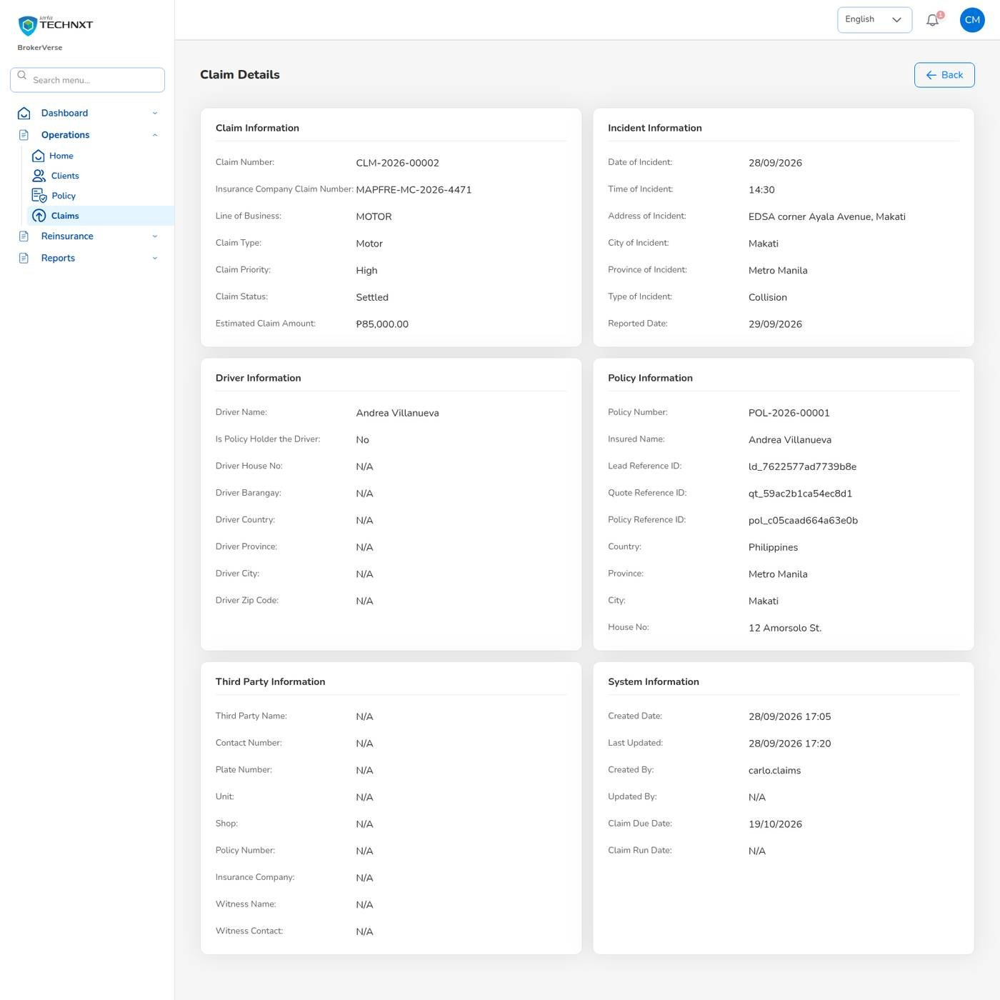 iorta
TECHNXT
BrokerVerse
Search menu...
Dashboard
Operations
Home
Clients
Policy
Claims
Reinsurance
Reports
English
1
CM
Claim Details
Back
Claim Information
Claim Number: CLM-2026-00002
Insurance Company Claim Number: MAPFRE-MC-2026-4471
Line of Business: MOTOR
Claim Type: Motor
Claim Priority: High
Claim Status: Settled
Estimated Claim Amount: ₱85,000.00
Incident Information
Date of Incident: 28/09/2026
Time of Incident: 14:30
Address of Incident: EDSA corner Ayala Avenue, Makati
City of Incident: Makati
Province of Incident: Metro Manila
Type of Incident: Collision
Reported Date: 29/09/2026
Driver Information
Driver Name: Andrea Villanueva
Is Policy Holder the Driver: No
Driver House No: N/A
Driver Barangay: N/A
Driver Country: N/A
Driver Province: N/A
Driver City: N/A
Driver Zip Code: N/A
Policy Information
Policy Number: POL-2026-00001
Insured Name: Andrea Villanueva
Lead Reference ID: ld_7622577ad7739b8e
Quote Reference ID: qt_59ac2b1ca54ec8d1
Policy Reference ID: pol_c05caad664a63e0b
Country: Philippines
Province: Metro Manila
City: Makati
House No: 12 Amorsolo St.
Third Party Information
Third Party Name: N/A
Contact Number: N/A
Plate Number: N/A
Unit: N/A
Shop: N/A
Policy Number: N/A
Insurance Company: N/A
Witness Name: N/A
Witness Contact: N/A
System Information
Created Date: 28/09/2026 17:05
Last Updated: 28/09/2026 17:20
Created By: carlo.claims
Updated By: N/A
Claim Due Date: 19/10/2026
Claim Run Date: N/A